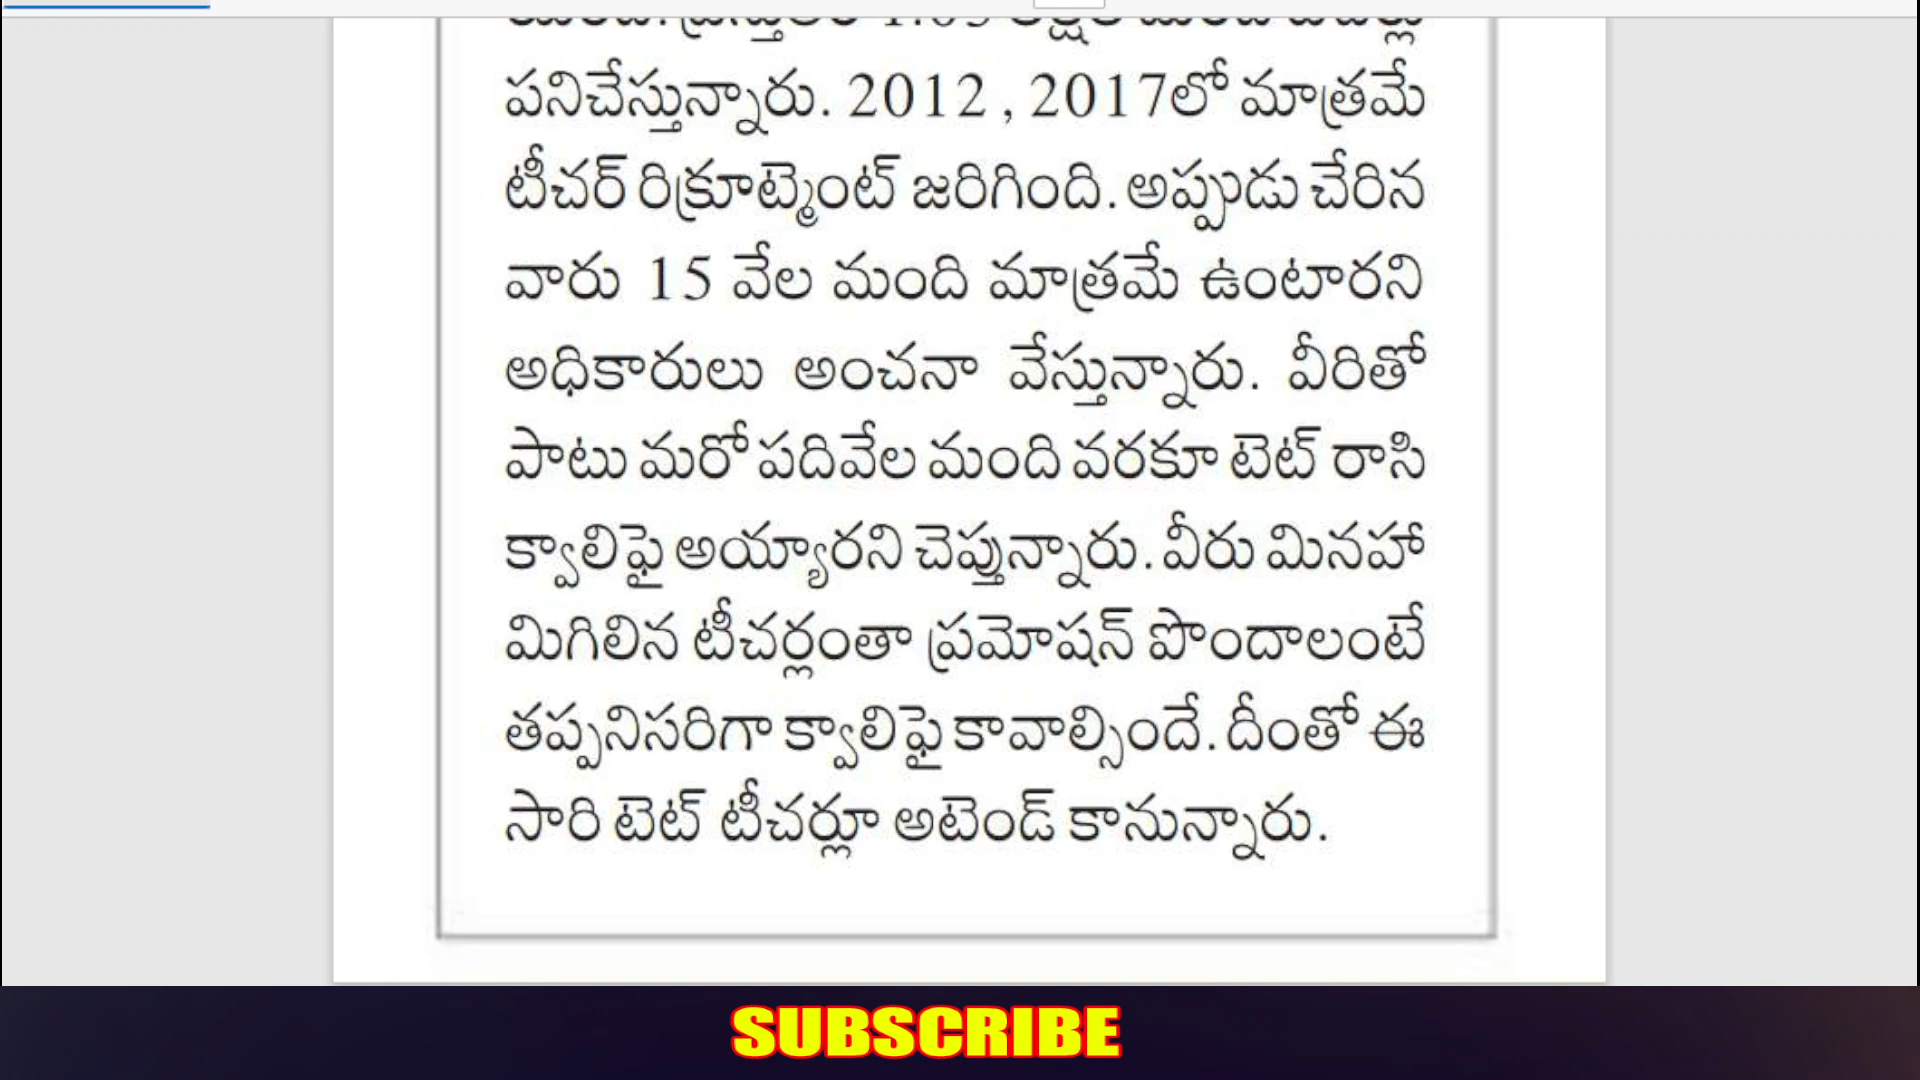 పనిచేస్తున్నారు. 2012, 2017లో మాత్రమే
టీచర్ రిక్రూట్మెంట్ జరిగింది. అప్పుడు చేరిన
వారు 15 వేల మంది మాత్రమే ఉంటారని
అధికారులు అంచనా వేస్తున్నారు. వీరితో
పాటు మరో పదివేల మంది వరకూ టెట్ రాసి
క్వాలిఫై అయ్యారని చెప్తున్నారు. వీరు మినహా
మిగిలిన టీచర్లంతా ప్రమోషన్ పొందాలంటే
తప్పనిసరిగా క్వాలిఫై కావాల్సిందే. దీంతో ఈ
సారి టెట్ టీచర్లూ అటెండ్ కానున్నారు.
SUBSCRIBE